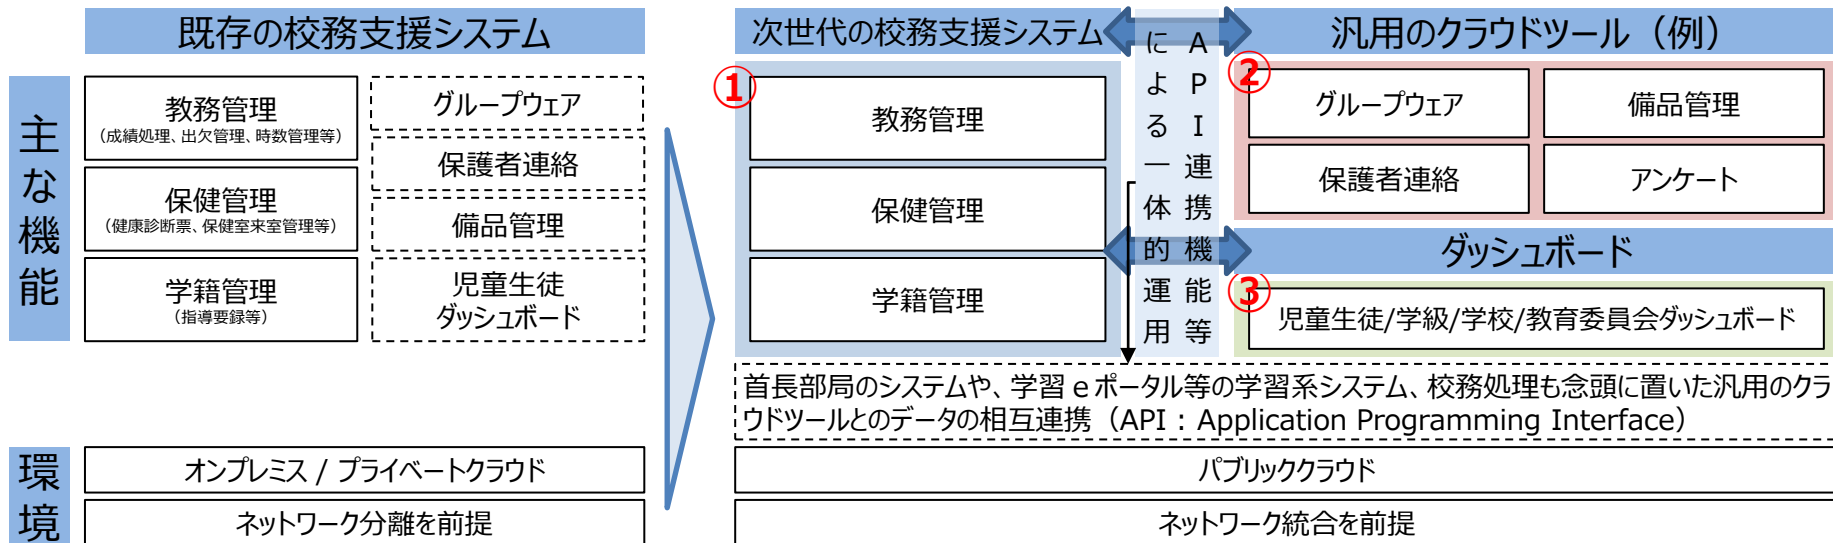 既存の校務支援システム
主な機能
教務管理
（成績処理、出欠管理、時数管理等）
保健管理
（健康診断票、保健室来室管理等）
学籍管理
（指導要録等）
グループウェア
保護者連絡
備品管理
児童生徒
ダッシュボード
次世代の校務支援システム
①
教務管理
保健管理
学籍管理
API連携機能等
による一体的運用
汎用のクラウドツール（例）
②
グループウェア
備品管理
保護者連絡
アンケート
ダッシュボード
③
児童生徒/学級/学校/教育委員会ダッシュボード
首長部局のシステムや、学習eポータル等の学習系システム、校務処理も念頭に置いた汎用のクラ
ウドツールとのデータの相互連携（API：Application Programming Interface）
環境
オンプレミス / プライベートクラウド
ネットワーク分離を前提
パブリッククラウド
ネットワーク統合を前提